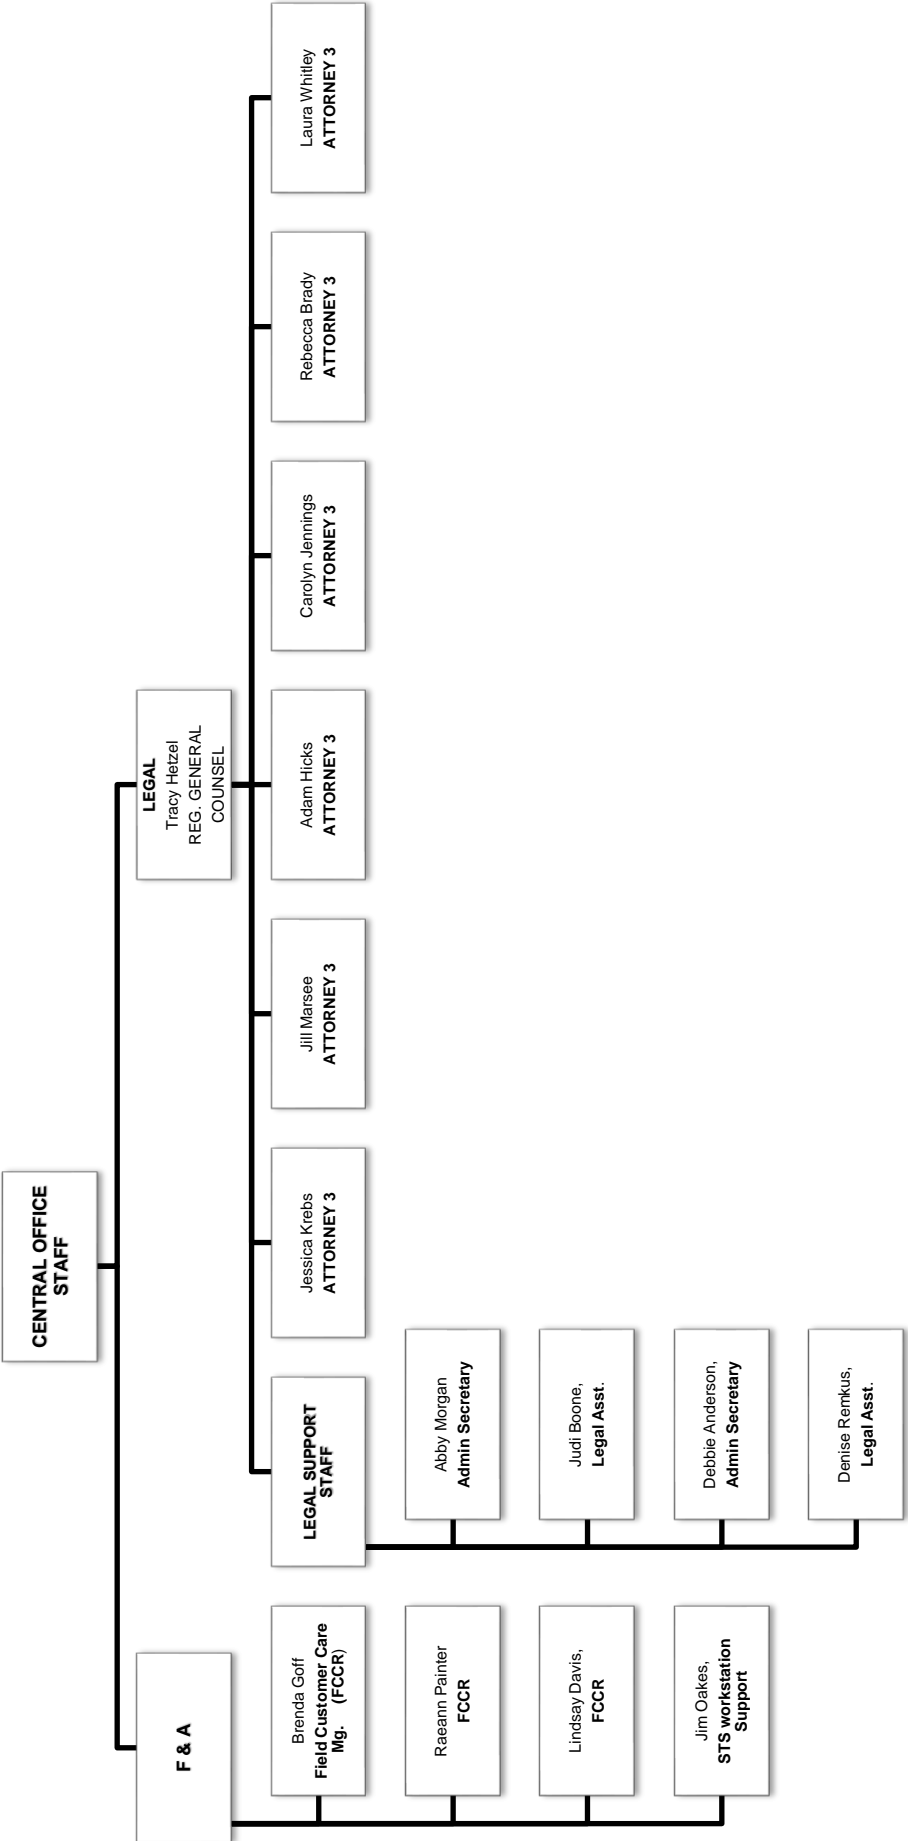 CENTRAL OFFICE
STAFF
F & A
Brenda Goff
Field Customer Care
Mg. (FCCR)
Raeann Painter
FCCR
Lindsay Davis,
FCCR
Jim Oakes,
STS workstation
Support
LEGAL
Tracy Hetzel
REG. GENERAL
COUNSEL
LEGAL SUPPORT
STAFF
Abby Morgan
Admin Secretary
Judi Boone,
Legal Asst.
Debbie Anderson,
Admin Secretary
Denise Remkus,
Legal Asst.
Jessica Krebs
ATTORNEY 3
Jill Marsee
ATTORNEY 3
Adam Hicks
ATTORNEY 3
Carolyn Jennings
ATTORNEY 3
Rebecca Brady
ATTORNEY 3
Laura Whitley
ATTORNEY 3